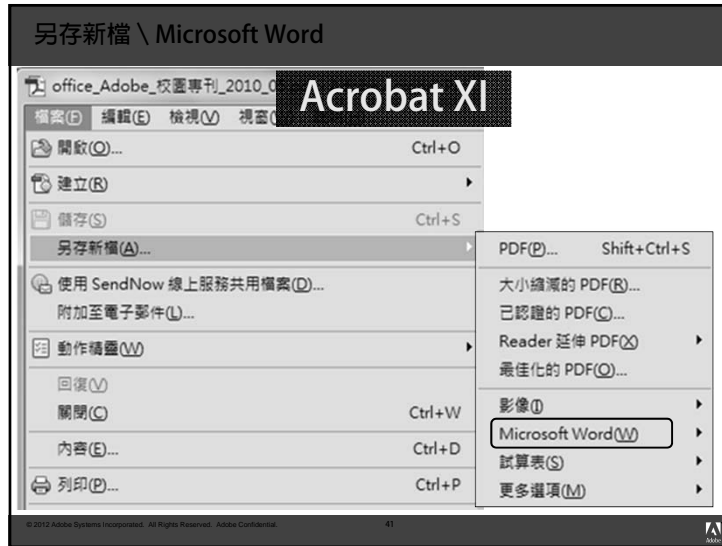 另存新檔 \ Microsoft Word
office_Adobe_校園專刊_2010_0
Acrobat XI
檔案(F) 編輯(E) 檢視(V) 視窗(
開啟(O)... Ctrl+O
建立(R)
儲存(S) Ctrl+S
另存新檔(A)...
使用 SendNow 線上服務共用檔案(D)...
附加至電子郵件(L)...
動作精靈(W)
回復(V)
關閉(C) Ctrl+W
內容(E)... Ctrl+D
列印(P)... Ctrl+P
PDF(P)... Shift+Ctrl+S
大小縮減的 PDF(R)...
已認證的 PDF(C)...
Reader 延伸 PDF(X)
最佳化的 PDF(O)...
影像(I)
Microsoft Word(W)
試算表(S)
更多選項(M)
© 2012 Adobe Systems Incorporated. All Rights Reserved. Adobe Confidential. 41
Adobe